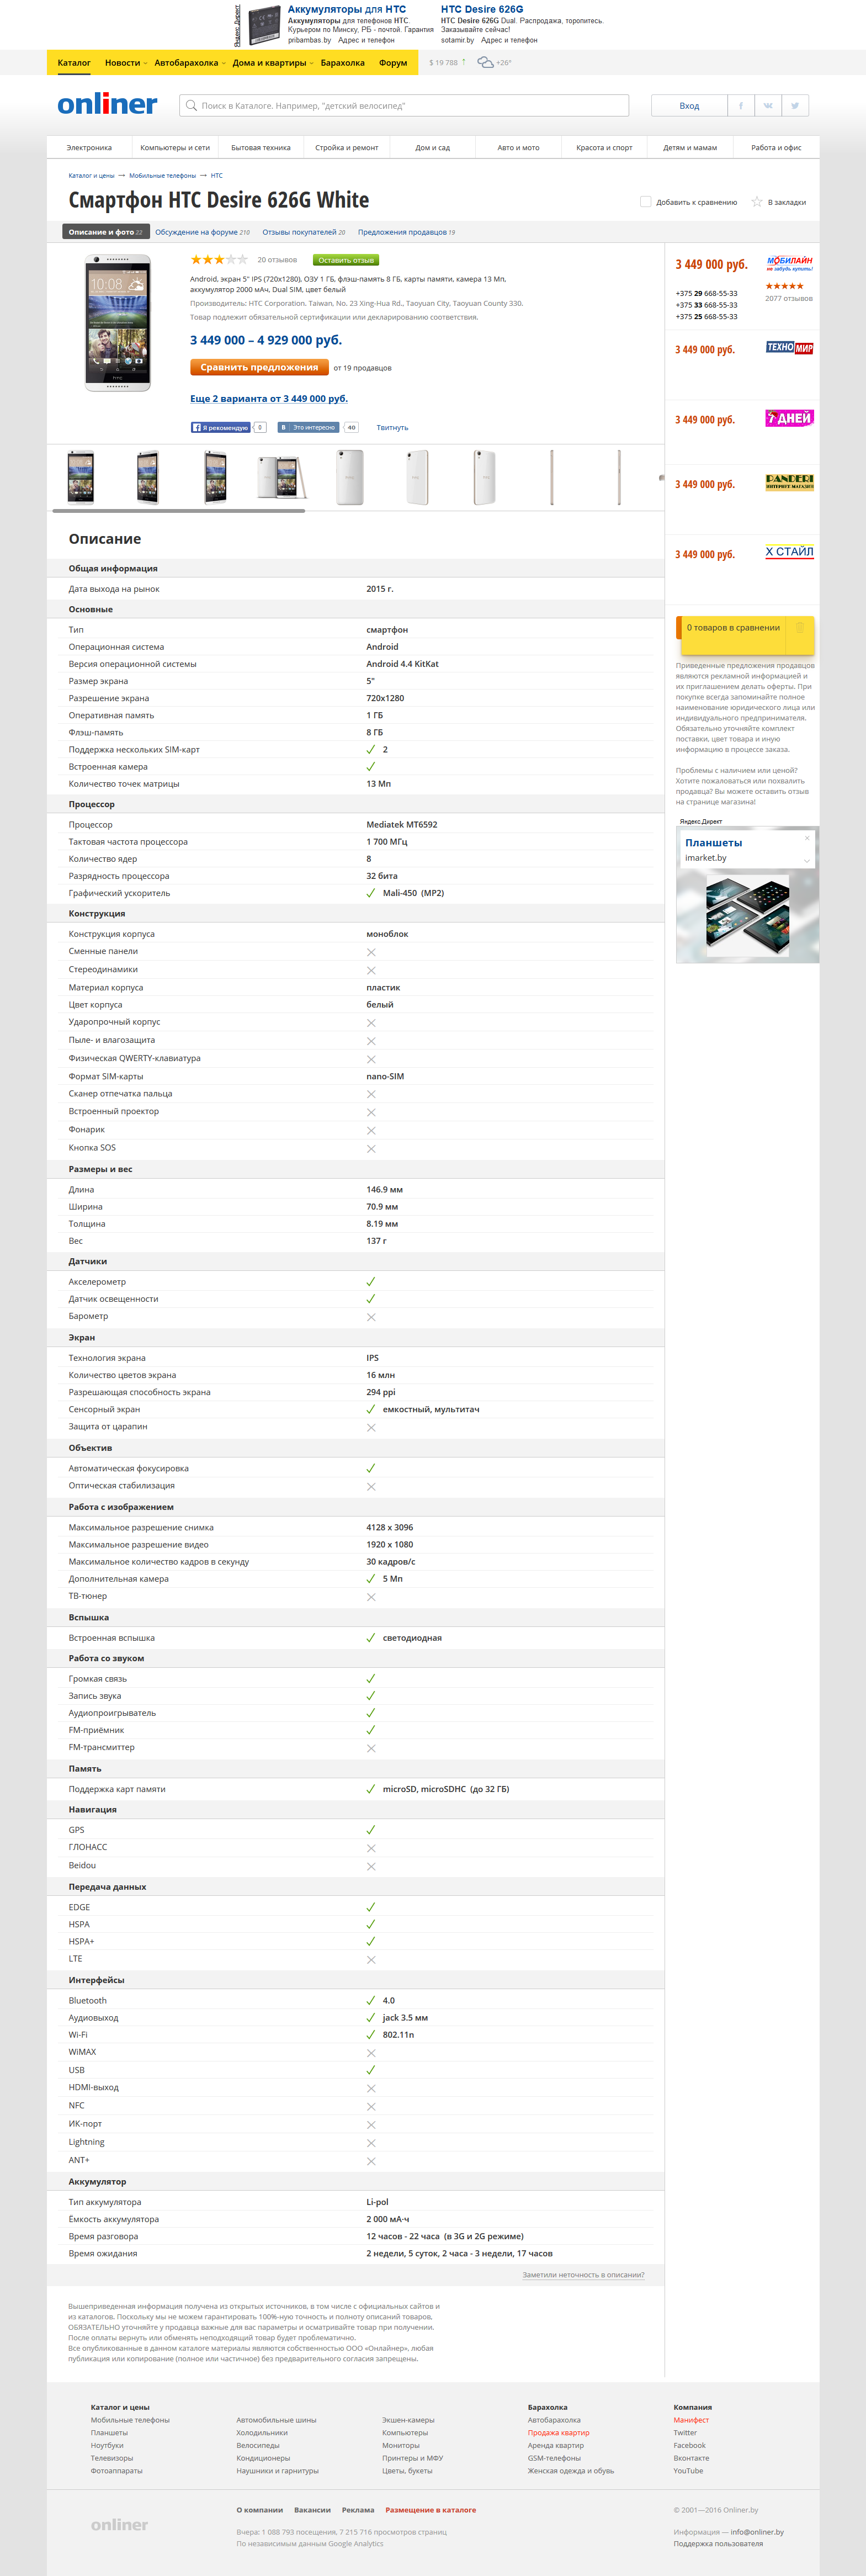 Яндекс.Директ
Аккумуляторы для HTC
Аккумуляторы для телефонов HTC.
Курьером по Минску, РБ - почтой. Гарантия
pribambas.by Адрес и телефон
HTC Desire 626G
HTC Desire 626G Dual. Распродажа, торопитесь.
Заказывайте сейчас!
sotamir.by Адрес и телефон
Каталог Новости Автобарахолка Дома и квартиры Барахолка Форум $ 19 788 ↑ +26°
onliner Поиск в Каталоге. Например, "детский велосипед" Вход
Электроника Компьютеры и сети Бытовая техника Стройка и ремонт Дом и сад Авто и мото Красота и спорт Детям и мамам Работа и офис
Каталог и цены → Мобильные телефоны → HTC
Смартфон HTC Desire 626G White
Добавить к сравнению В закладки
Описание и фото 22 Обсуждение на форуме 210 Отзывы покупателей 20 Предложения продавцов 19
20 отзывов Оставить отзыв
Android, экран 5" IPS (720x1280), ОЗУ 1 ГБ, флэш-память 8 ГБ, карты памяти, камера 13 Мп,
аккумулятор 2000 мАч, Dual SIM, цвет белый
Производитель: HTC Corporation. Taiwan, No. 23 Xing-Hua Rd., Taoyuan City, Taoyuan County 330.
Товар подлежит обязательной сертификации или декларированию соответствия.
3 449 000 – 4 929 000 руб.
Сравнить предложения от 19 продавцов
Еще 2 варианта от 3 449 000 руб.
Я рекомендую 0 В Это интересно 40 Твитнуть
3 449 000 руб. МОБИЛАЙН
не забудь купить!
2077 отзывов
+375 29 668-55-33
+375 33 668-55-33
+375 25 668-55-33
3 449 000 руб. ТЕХНО МИР
3 449 000 руб. 7 ДНЕЙ
3 449 000 руб. PANDERI
ИНТЕРНЕТ МАГАЗИН
3 449 000 руб. Х СТАЙЛ
0 товаров в сравнении
Приведенные предложения продавцов
являются рекламной информацией и
их приглашением делать оферты. При
покупке всегда запоминайте полное
наименование юридического лица или
индивидуального предпринимателя.
Обязательно уточняйте комплект
поставки, цвет товара и иную
информацию в процессе заказа.
Проблемы с наличием или ценой?
Хотите пожаловаться или похвалить
продавца? Вы можете оставить отзыв
на странице магазина!
Яндекс.Директ
Планшеты
imarket.by
Описание
Общая информация
Дата выхода на рынок 2015 г.
Основные
Тип смартфон
Операционная система Android
Версия операционной системы Android 4.4 KitKat
Размер экрана 5"
Разрешение экрана 720x1280
Оперативная память 1 ГБ
Флэш-память 8 ГБ
Поддержка нескольких SIM-карт 2
Встроенная камера
Количество точек матрицы 13 Мп
Процессор
Процессор Mediatek MT6592
Тактовая частота процессора 1 700 МГц
Количество ядер 8
Разрядность процессора 32 бита
Графический ускоритель Mali-450 (MP2)
Конструкция
Конструкция корпуса моноблок
Сменные панели
Стереодинамики
Материал корпуса пластик
Цвет корпуса белый
Ударопрочный корпус
Пыле- и влагозащита
Физическая QWERTY-клавиатура
Формат SIM-карты nano-SIM
Сканер отпечатка пальца
Встроенный проектор
Фонарик
Кнопка SOS
Размеры и вес
Длина 146.9 мм
Ширина 70.9 мм
Толщина 8.19 мм
Вес 137 г
Датчики
Акселерометр
Датчик освещенности
Барометр
Экран
Технология экрана IPS
Количество цветов экрана 16 млн
Разрешающая способность экрана 294 ppi
Сенсорный экран емкостный, мультитач
Защита от царапин
Объектив
Автоматическая фокусировка
Оптическая стабилизация
Работа с изображением
Максимальное разрешение снимка 4128 x 3096
Максимальное разрешение видео 1920 x 1080
Максимальное количество кадров в секунду 30 кадров/с
Дополнительная камера 5 Мп
ТВ-тюнер
Вспышка
Встроенная вспышка светодиодная
Работа со звуком
Громкая связь
Запись звука
Аудиопроигрыватель
FM-приёмник
FM-трансмиттер
Память
Поддержка карт памяти microSD, microSDHC (до 32 ГБ)
Навигация
GPS
ГЛОНАСС
Beidou
Передача данных
EDGE
HSPA
HSPA+
LTE
Интерфейсы
Bluetooth 4.0
Аудиовыход jack 3.5 мм
Wi-Fi 802.11n
WiMAX
USB
HDMI-выход
NFC
ИК-порт
Lightning
ANT+
Аккумулятор
Тип аккумулятора Li-pol
Ёмкость аккумулятора 2 000 мА·ч
Время разговора 12 часов - 22 часа (в 3G и 2G режиме)
Время ожидания 2 недели, 5 суток, 2 часа - 3 недели, 17 часов
Заметили неточность в описании?
Вышеприведенная информация получена из открытых источников, в том числе с официальных сайтов и
из каталогов. Поскольку мы не можем гарантировать 100%-ную точность и полноту описаний товаров,
ОБЯЗАТЕЛЬНО уточняйте у продавца важные для вас параметры и осматривайте товар при получении.
После оплаты вернуть или обменять неподходящий товар будет проблематично.
Все опубликованные в данном каталоге материалы являются собственностью ООО «Онлайнер», любая
публикация или копирование (полное или частичное) без предварительного согласия запрещены.
Каталог и цены Барахолка Компания
Мобильные телефоны Автомобильные шины Экшен-камеры Автобарахолка Манифест
Планшеты Холодильники Компьютеры Продажа квартир Twitter
Ноутбуки Велосипеды Мониторы Аренда квартир Facebook
Телевизоры Кондиционеры Принтеры и МФУ GSM-телефоны Вконтакте
Фотоаппараты Наушники и гарнитуры Цветы, букеты Женская одежда и обувь YouTube
О компании Вакансии Реклама Размещение в каталоге © 2001—2016 Onliner.by
onliner
Вчера: 1 088 793 посещения, 7 215 716 просмотров страниц Информация — info@onliner.by
По независимым данным Google Analytics Поддержка пользователя